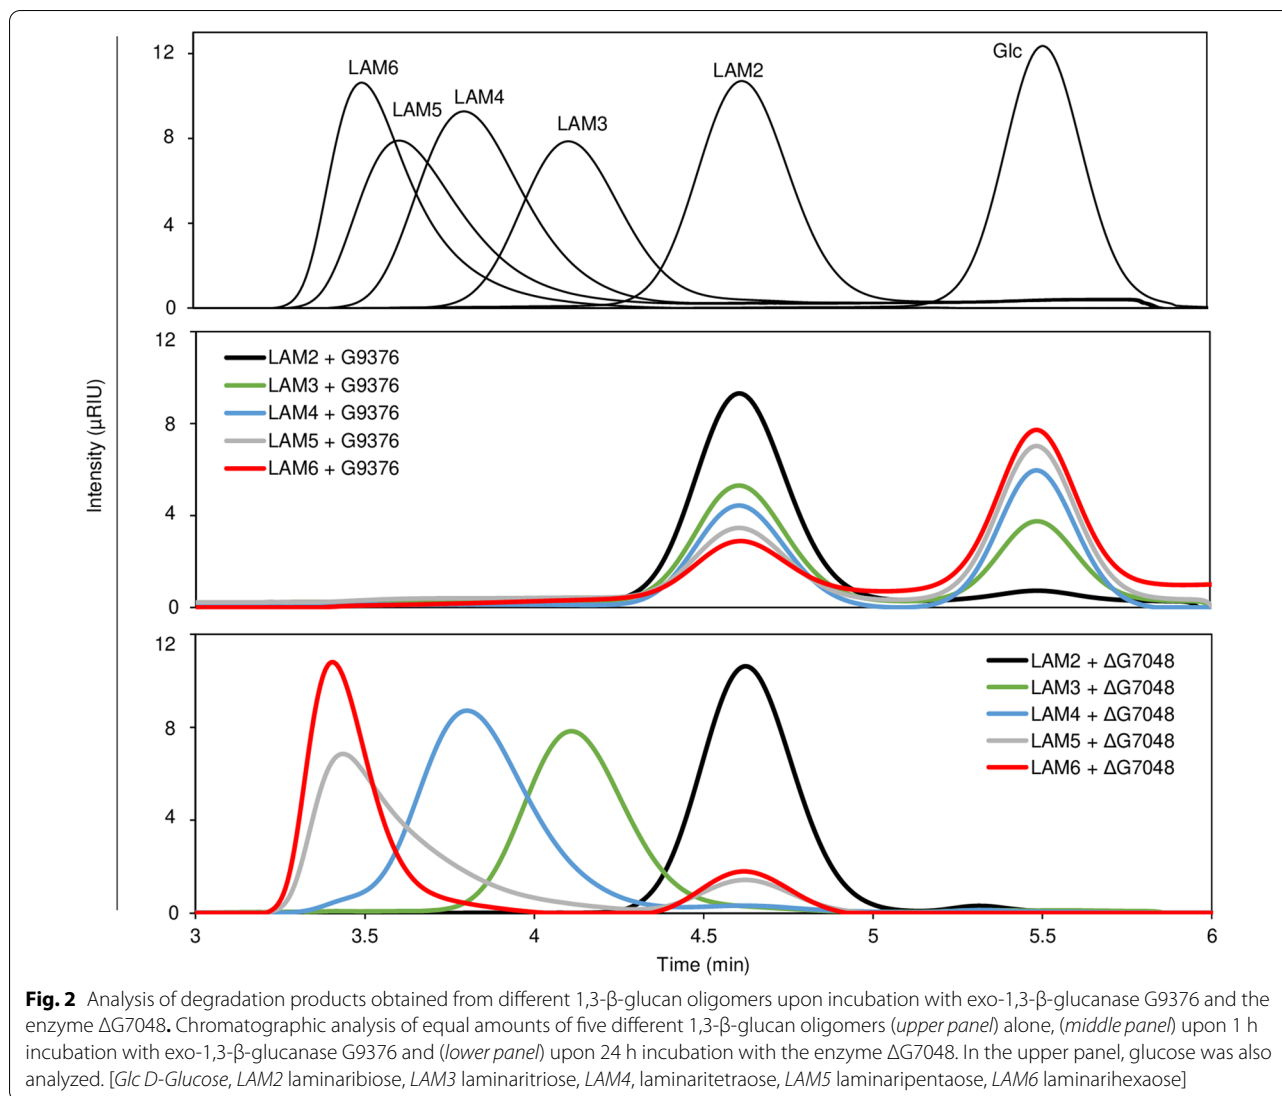 12
8
4
0
LAM6
LAM5
LAM4
LAM3
LAM2
Glc
Intensity (µRIU)
12
8
4
0
LAM2 + G9376
LAM3 + G9376
LAM4 + G9376
LAM5 + G9376
LAM6 + G9376
12
8
4
0
LAM2 + ΔG7048
LAM3 + ΔG7048
LAM4 + ΔG7048
LAM5 + ΔG7048
LAM6 + ΔG7048
3 3.5 4 4.5 5 5.5 6
Time (min)
Fig. 2 Analysis of degradation products obtained from different 1,3-β-glucan oligomers upon incubation with exo-1,3-β-glucanase G9376 and the
enzyme ΔG7048. Chromatographic analysis of equal amounts of five different 1,3-β-glucan oligomers (upper panel) alone, (middle panel) upon 1 h
incubation with exo-1,3-β-glucanase G9376 and (lower panel) upon 24 h incubation with the enzyme ΔG7048. In the upper panel, glucose was also
analyzed. [Glc D-Glucose, LAM2 laminaribiose, LAM3 laminaritriose, LAM4, laminaritetraose, LAM5 laminaripentaose, LAM6 laminarihexaose]